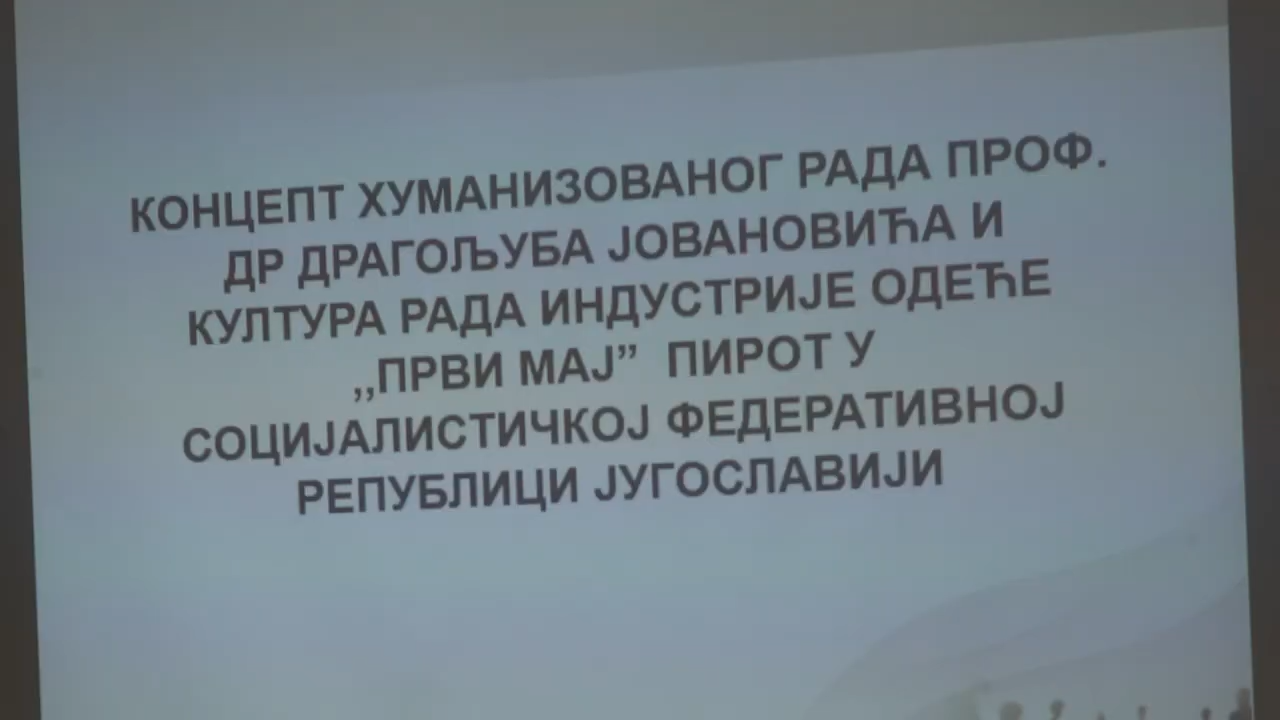 КОНЦЕПТ ХУМАНИЗОВАНОГ РАДА ПРОФ.
ДР ДРАГОЉУБА ЈОВАНОВИЋА И
КУЛТУРА РАДА ИНДУСТРИЈЕ ОДЕЋЕ
,,ПРВИ МАЈ” ПИРОТ У
СОЦИЈАЛИСТИЧКОЈ ФЕДЕРАТИВНОЈ
РЕПУБЛИЦИ ЈУГОСЛАВИЈИ